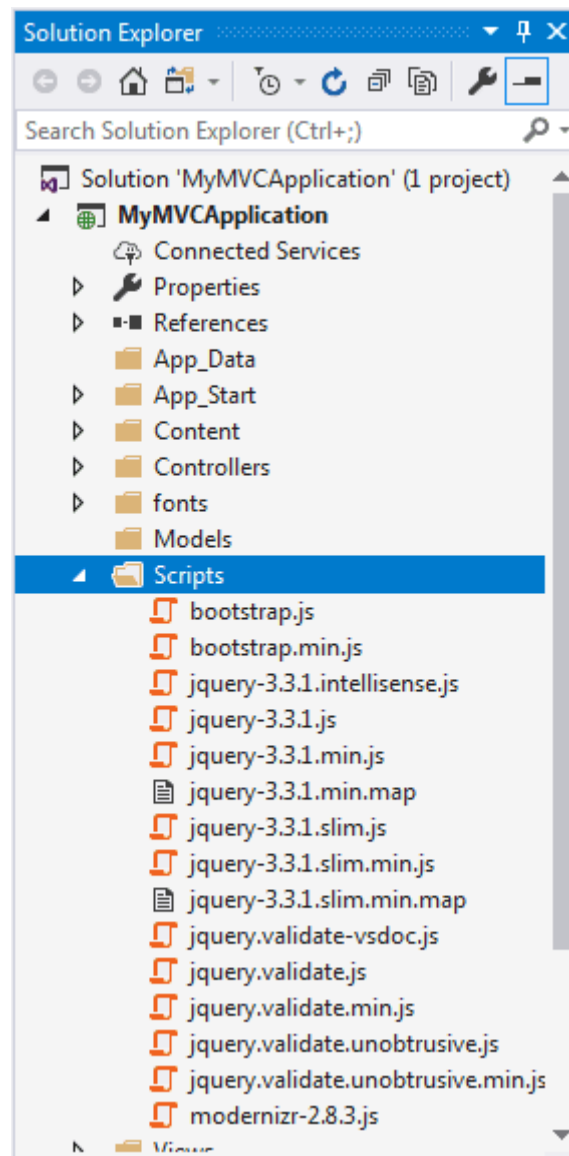 Solution Explorer
Search Solution Explorer (Ctrl+;)
Solution 'MyMVCApplication' (1 project)
MyMVCApplication
Connected Services
Properties
References
App_Data
App_Start
Content
Controllers
fonts
Models
Scripts
bootstrap.js
bootstrap.min.js
jquery-3.3.1.intellisense.js
jquery-3.3.1.js
jquery-3.3.1.min.js
jquery-3.3.1.min.map
jquery-3.3.1.slim.js
jquery-3.3.1.slim.min.js
jquery-3.3.1.slim.min.map
jquery.validate-vsdoc.js
jquery.validate.js
jquery.validate.min.js
jquery.validate.unobtrusive.js
jquery.validate.unobtrusive.min.js
modernizr-2.8.3.js
Views